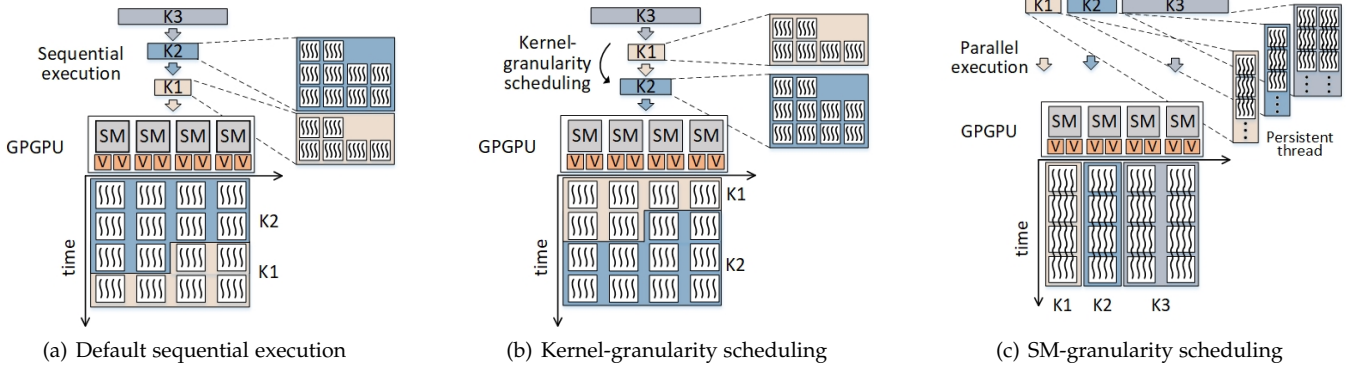 K3
Sequential
execution
K2
K1
GPGPU
SM SM SM SM
V V V V V V V V
time
K2
K1
(a) Default sequential execution
K3
Kernel-
granularity
scheduling
K1
K2
GPGPU
SM SM SM SM
V V V V V V V V
time
K1
K2
(b) Kernel-granularity scheduling
K1 K2 K3
Parallel
execution
GPGPU
SM SM SM SM
V V V V V V V V
Persistent
thread
time
K1 K2 K3
(c) SM-granularity scheduling